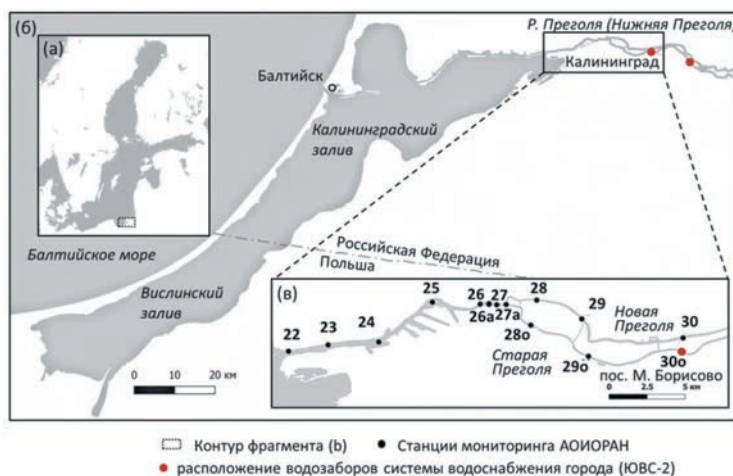 (б)
(а)
Р. Преголя (Нижняя Преголя)
Калининград
Балтийск
Калининградский
залив
Балтийское море
Российская Федерация
Польша
Вислинский
залив
0 10 20 км
(в)
22
23
24
25
26
26а
27
27а
28
28о
29
29о
30
30о
Новая
Преголя
Старая
Преголя
пос. М. Борисово
0 2.5 5 км
Контур фрагмента (b)
Станции мониторинга АОИОРАН
расположение водозаборов системы водоснабжения города (ЮВС-2)